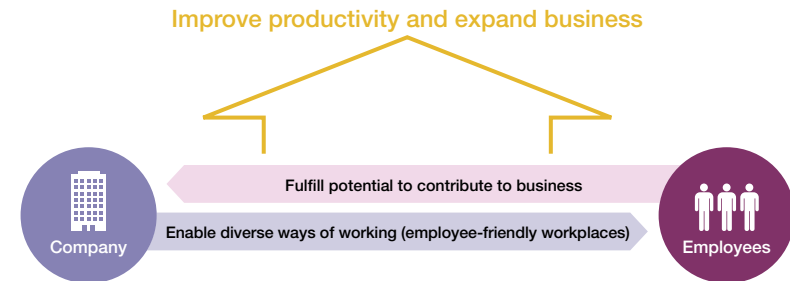 Improve productivity and expand business
Fulfill potential to contribute to business
Company
Enable diverse ways of working (employee-friendly workplaces)
Employees